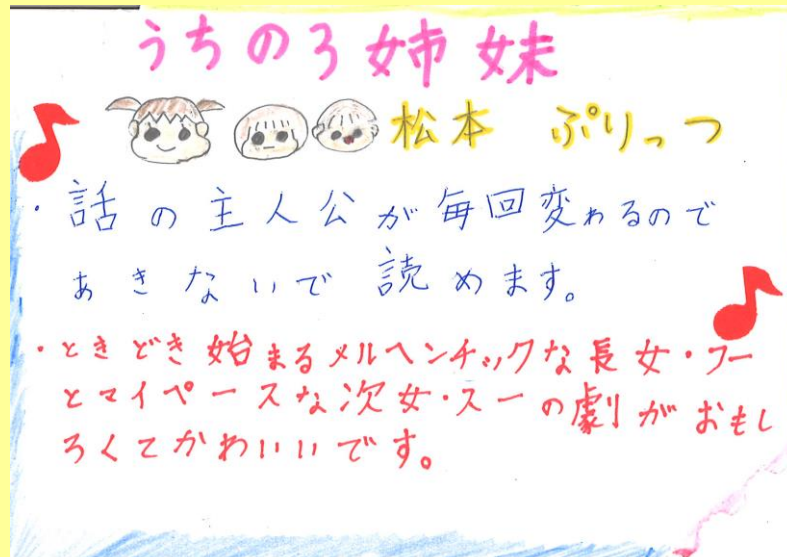 うちの3姉妹
松本 ぷりっつ
・話の主人公が毎回変わるので
あきないで読めます。
・ときどき始まるメルヘンチックな長女・フー
とマイペースな次女・スーの劇がおもし
ろくてかわいいです。